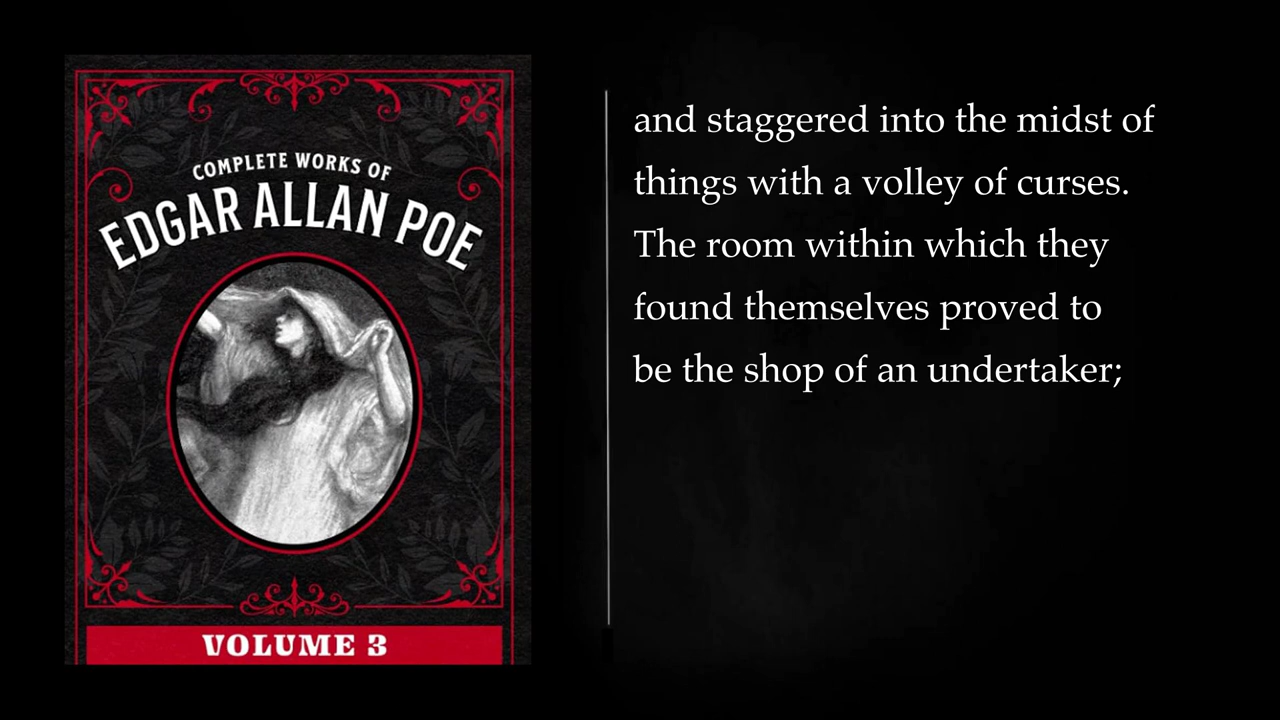 COMPLETE WORKS OF
EDGAR ALLAN POE
VOLUME 3
and staggered into the midst of
things with a volley of curses.
The room within which they
found themselves proved to
be the shop of an undertaker;